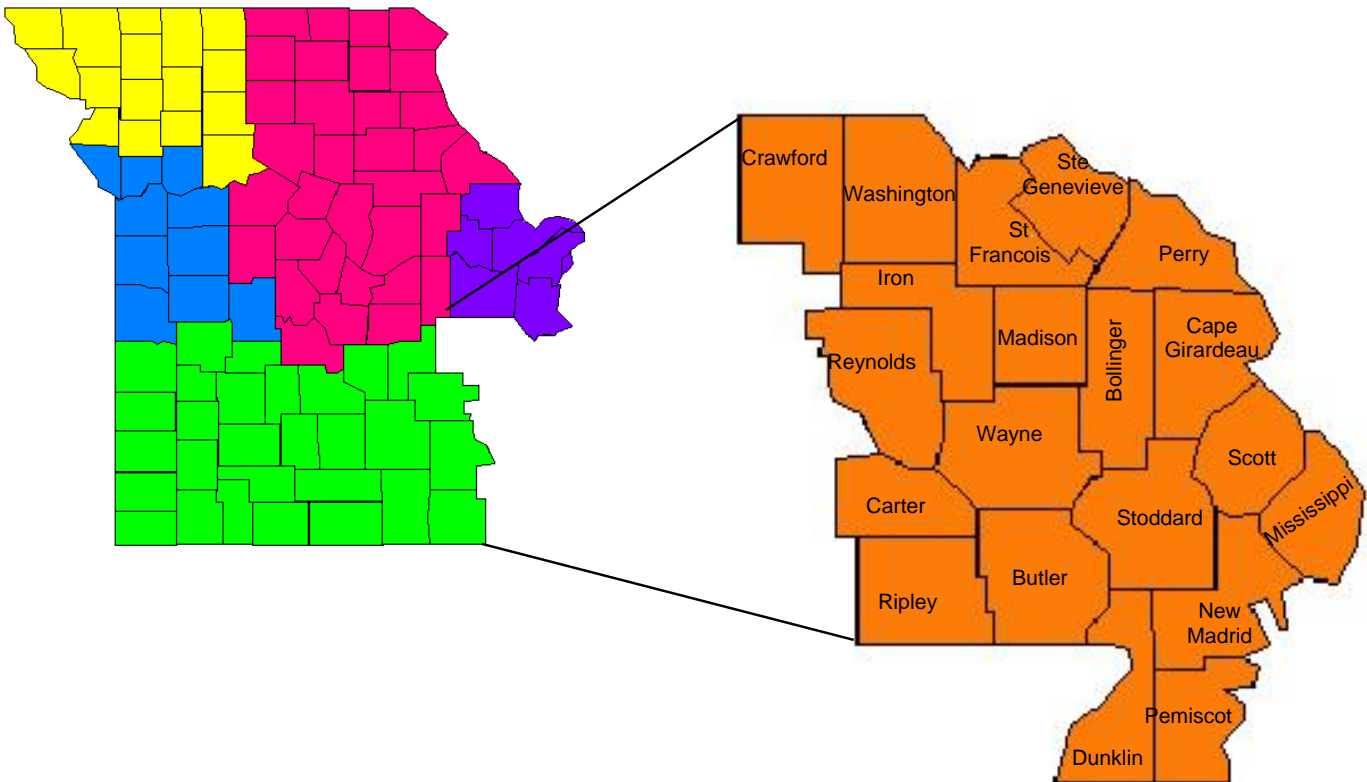 Crawford
Washington
Ste
Genevieve
St
Francois
Perry
Iron
Madison
Bollinger
Cape
Girardeau
Reynolds
Wayne
Scott
Mississippi
Carter
Stoddard
Butler
Ripley
New
Madrid
Pemiscot
Dunklin